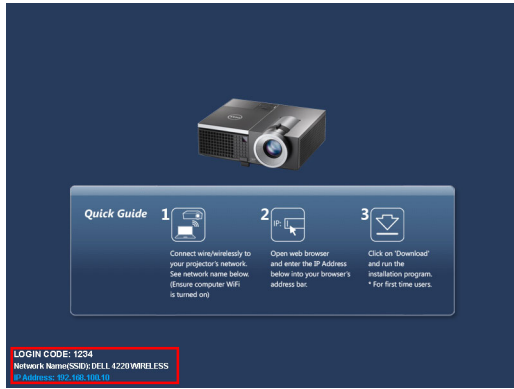 DELL
Quick Guide
1
Connect wire/wirelessly to
your projector's network.
See network name below.
(Ensure computer WiFi
is turned on)
2
IP:
Open web browser
and enter the IP Address
below into your browser's
address bar.
3
Click on 'Download'
and run the
installation program.
* For first time users.
LOGIN CODE: 1234
Network Name(SSID): DELL 4220 WIRELESS
IP Address: 192.168.100.10